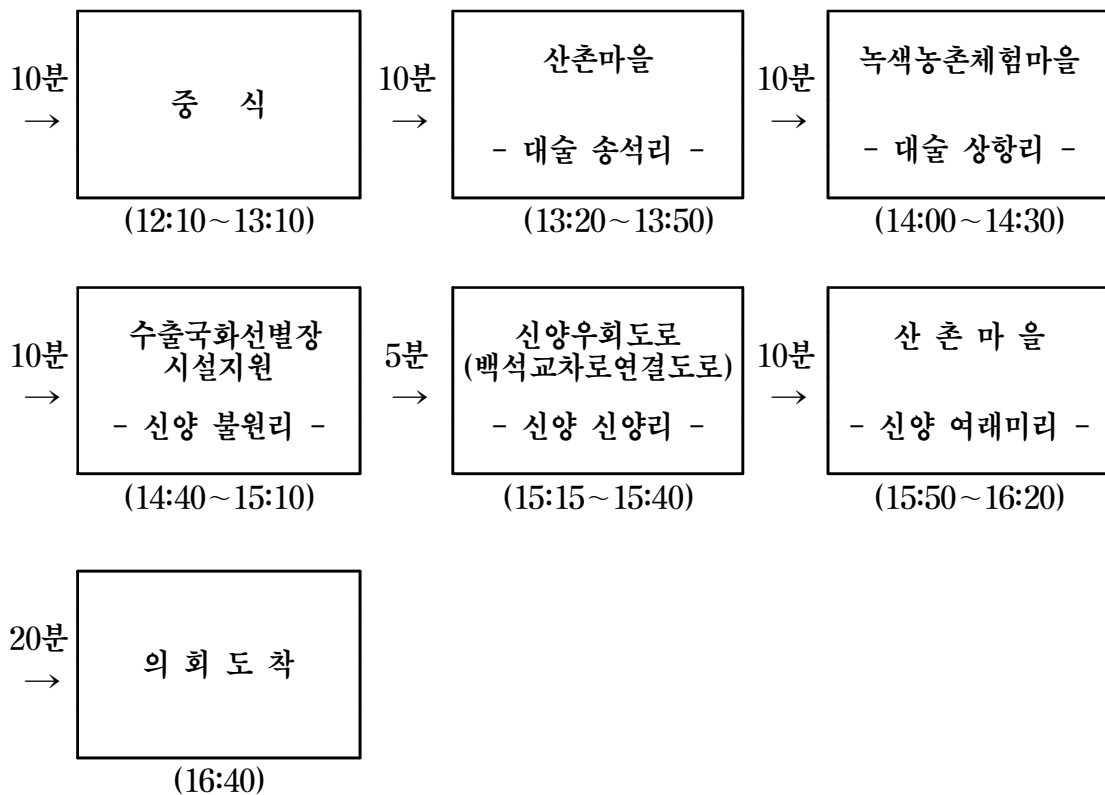 10분 → 중 식 10분 → 산촌마을 10분 → 녹색농촌체험마을
- 대술 송석리 - - 대술 상항리 -
(12:10~13:10) (13:20~13:50) (14:00~14:30)
10분 → 수출국화선별장 5분 → 신양우회도로 10분 → 산 촌 마 을
시설지원 (백석교차로연결도로)
- 신양 불원리 - - 신양 신양리 - - 신양 여래미리 -
(14:40~15:10) (15:15~15:40) (15:50~16:20)
20분 → 의 회 도 착
(16:40)